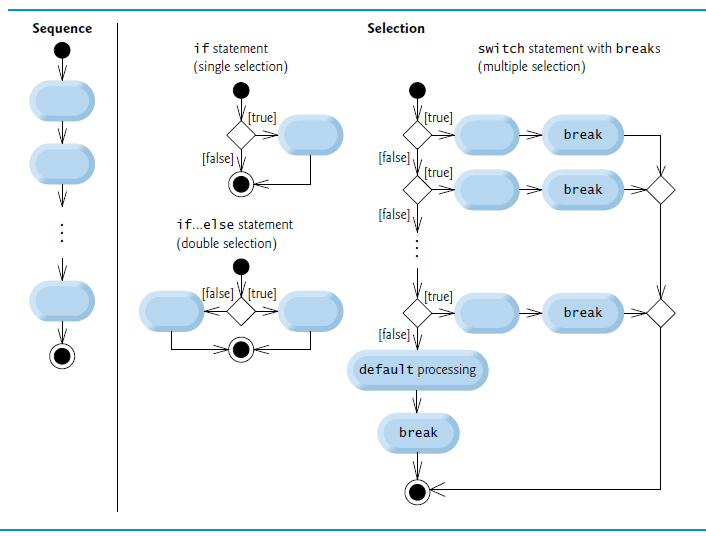 Sequence
Selection
if statement
(single selection)
[true]
[false]
if…else statement
(double selection)
[false]
[true]
switch statement with breaks
(multiple selection)
[true]
break
[false]
[true]
break
[false]
[true]
break
[false]
default processing
break